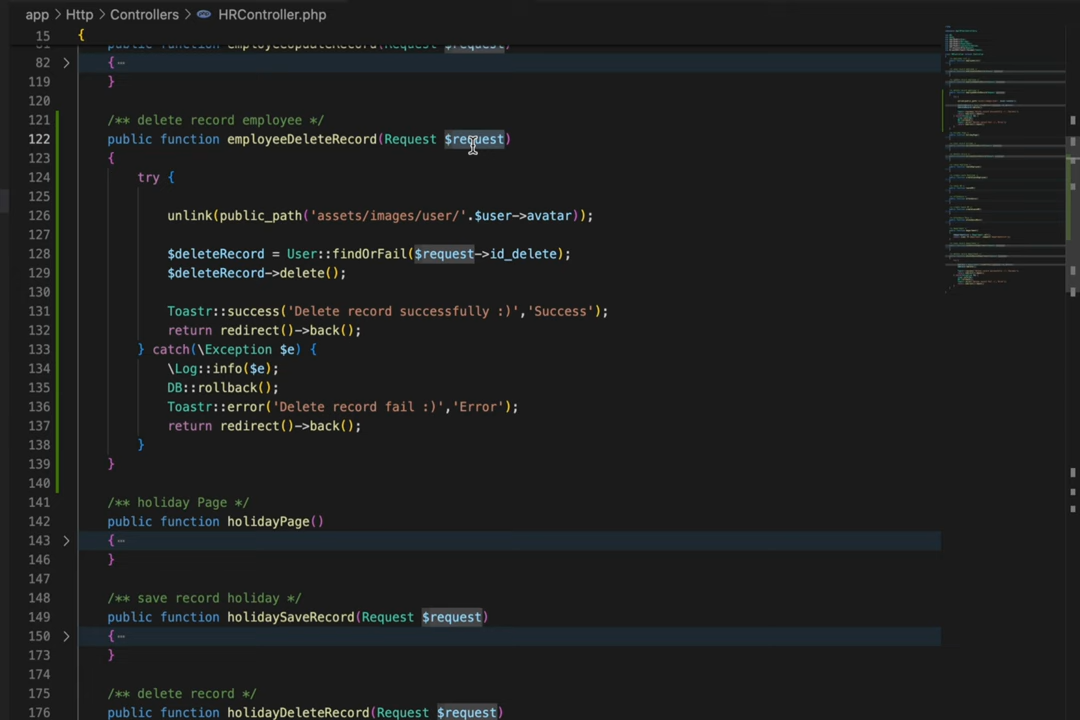 app > Http > Controllers > HRController.php
15 {
public function employeeUpdateRecord(Request $request)
82 > { ⋯
119 }
120
121 /** delete record employee */
122 public function employeeDeleteRecord(Request $request)
123 {
124 try {
125
126 unlink(public_path('assets/images/user/'.$user->avatar));
127
128 $deleteRecord = User::findOrFail($request->id_delete);
129 $deleteRecord->delete();
130
131 Toastr::success('Delete record successfully :)','Success');
132 return redirect()->back();
133 } catch(\Exception $e) {
134 \Log::info($e);
135 DB::rollback();
136 Toastr::error('Delete record fail :)','Error');
137 return redirect()->back();
138 }
139 }
140
141 /** holiday Page */
142 public function holidayPage()
143 > { ⋯
146 }
147
148 /** save record holiday */
149 public function holidaySaveRecord(Request $request)
150 > { ⋯
173 }
174
175 /** delete record */
176 public function holidayDeleteRecord(Request $request)